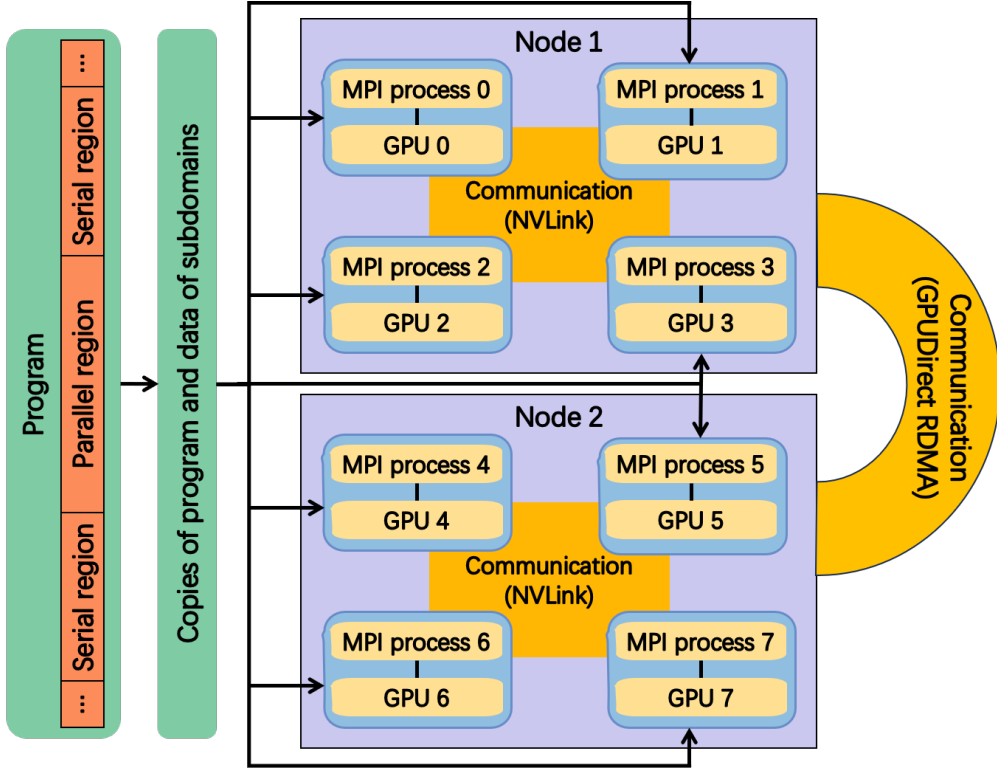 Program
...
Serial region
Parallel region
Serial region
...
Copies of program and data of subdomains
Node 1
MPI process 0
GPU 0
MPI process 1
GPU 1
Communication
(NVLink)
MPI process 2
GPU 2
MPI process 3
GPU 3
Node 2
MPI process 4
GPU 4
MPI process 5
GPU 5
Communication
(NVLink)
MPI process 6
GPU 6
MPI process 7
GPU 7
Communication
(GPUDirect RDMA)